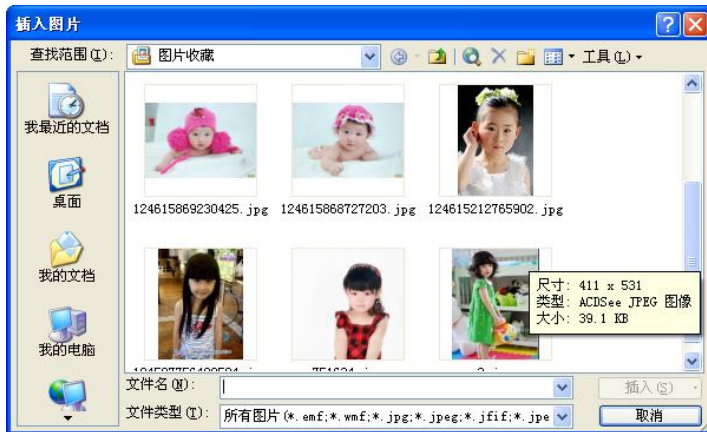 插入图片
查找范围(I):
图片收藏
工具(L)
我最近的文档
桌面
我的文档
我的电脑
124615869230425.jpg
124615868727203.jpg
124615212765902.jpg
尺寸: 411 x 531
类型: ACDSee JPEG 图像
大小: 39.1 KB
文件名(N):
插入(S)
文件类型(T):
所有图片(*.emf;*.wmf;*.jpg;*.jpeg;*.jfif;*.jpe
取消